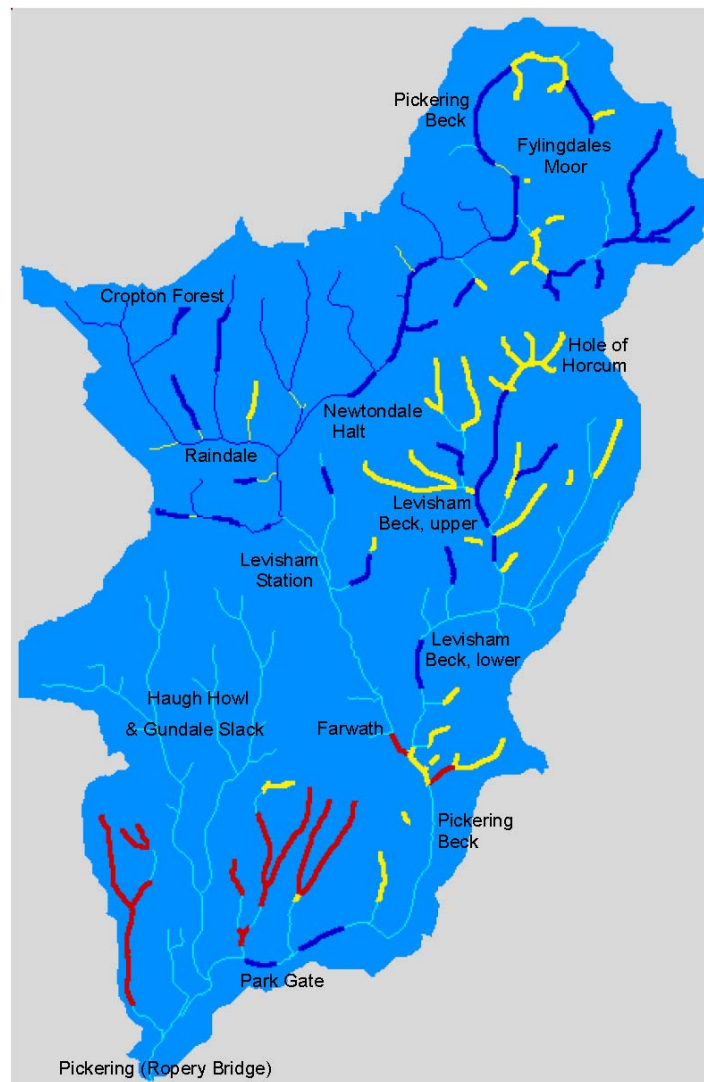 Pickering
Beck
Fylingdales
Moor
Cropton Forest
Hole of
Horcum
Newtondale
Halt
Raindale
Levisham
Beck, upper
Levisham
Station
Levisham
Beck, lower
Haugh Howl
& Gundale Slack
Farwath
Pickering
Beck
Park Gate
Pickering (Ropery Bridge)